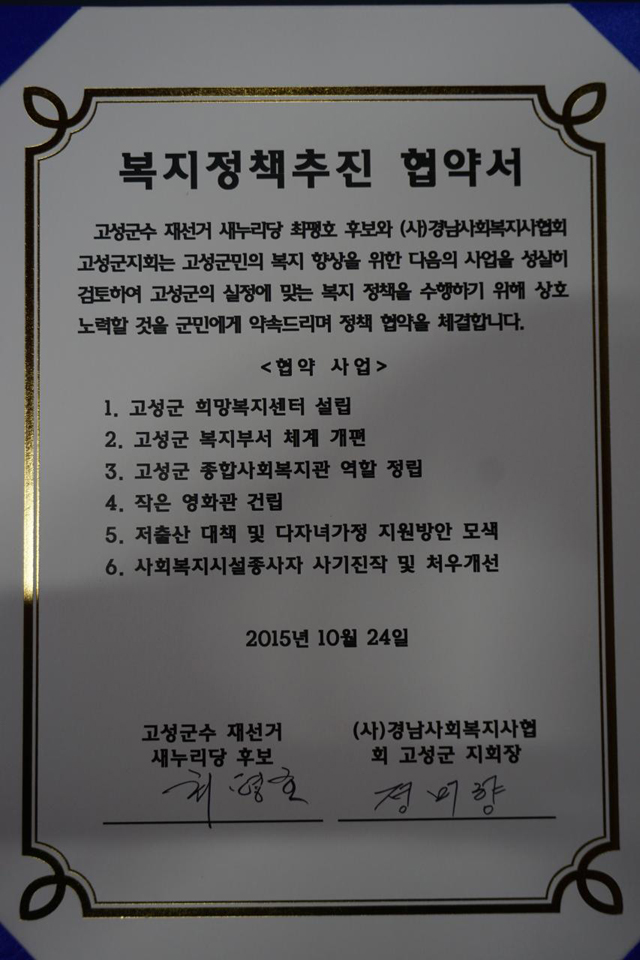 복지정책추진 협약서
고성군수 재선거 새누리당 최평호 후보와 (사)경남사회복지사협회
고성군지회는 고성군민의 복지 향상을 위한 다음의 사업을 성실히
검토하여 고성군의 실정에 맞는 복지 정책을 수행하기 위해 상호
노력할 것을 군민에게 약속드리며 정책 협약을 체결합니다.
<협약 사업>
1. 고성군 희망복지센터 설립
2. 고성군 복지부서 체계 개편
3. 고성군 종합사회복지관 역할 정립
4. 작은 영화관 건립
5. 저출산 대책 및 다자녀가정 지원방안 모색
6. 사회복지시설종사자 사기진작 및 처우개선
2015년 10월 24일
고성군수 재선거
새누리당 후보
최평호
(사)경남사회복지사협
회 고성군 지회장
정미향